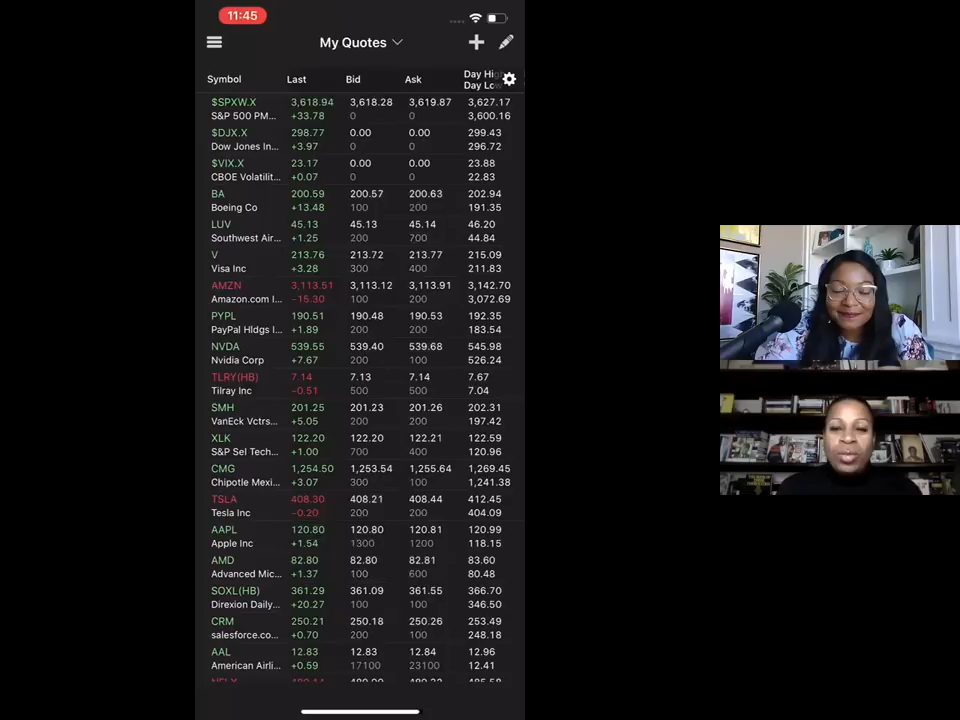 11:45
My Quotes
Symbol Last Bid Ask Day High
Day Low
$SPXW.X 3,618.94 3,618.28 3,619.87 3,627.17
S&P 500 PM... +33.78 0 0 3,600.16
$DJX.X 298.77 0.00 0.00 299.43
Dow Jones In... +3.97 0 0 296.72
$VIX.X 23.17 0.00 0.00 23.88
CBOE Volatilit... +0.07 0 0 22.83
BA 200.59 200.57 200.63 202.94
Boeing Co +13.48 100 200 191.35
LUV 45.13 45.13 45.14 46.20
Southwest Air... +1.25 200 700 44.84
V 213.76 213.72 213.77 215.09
Visa Inc +3.28 300 400 211.83
AMZN 3,113.51 3,113.12 3,113.91 3,142.70
Amazon.com I... -15.30 100 200 3,072.69
PYPL 190.51 190.48 190.53 192.35
PayPal Hldgs I... +1.89 200 200 183.54
NVDA 539.55 539.40 539.68 545.98
Nvidia Corp +7.67 200 100 526.24
TLRY(HB) 7.14 7.13 7.14 7.67
Tilray Inc -0.51 500 500 7.04
SMH 201.25 201.23 201.26 202.31
VanEck Vctrs... +5.05 200 200 197.42
XLK 122.20 122.20 122.21 122.59
S&P Sel Tech... +1.00 700 400 120.96
CMG 1,254.50 1,253.54 1,255.64 1,269.45
Chipotle Mexi... +3.07 300 100 1,241.38
TSLA 408.30 408.21 408.44 412.45
Tesla Inc -0.20 200 200 404.09
AAPL 120.80 120.80 120.81 120.99
Apple Inc +1.54 1300 1200 118.15
AMD 82.80 82.80 82.81 83.60
Advanced Mic... +1.37 100 600 80.48
SOXL(HB) 361.29 361.09 361.55 366.70
Direxion Daily... +20.27 100 100 346.50
CRM 250.21 250.18 250.26 253.49
salesforce.co... +0.70 200 100 248.18
AAL 12.83 12.83 12.84 12.96
American Airli... +0.59 17100 23100 12.41